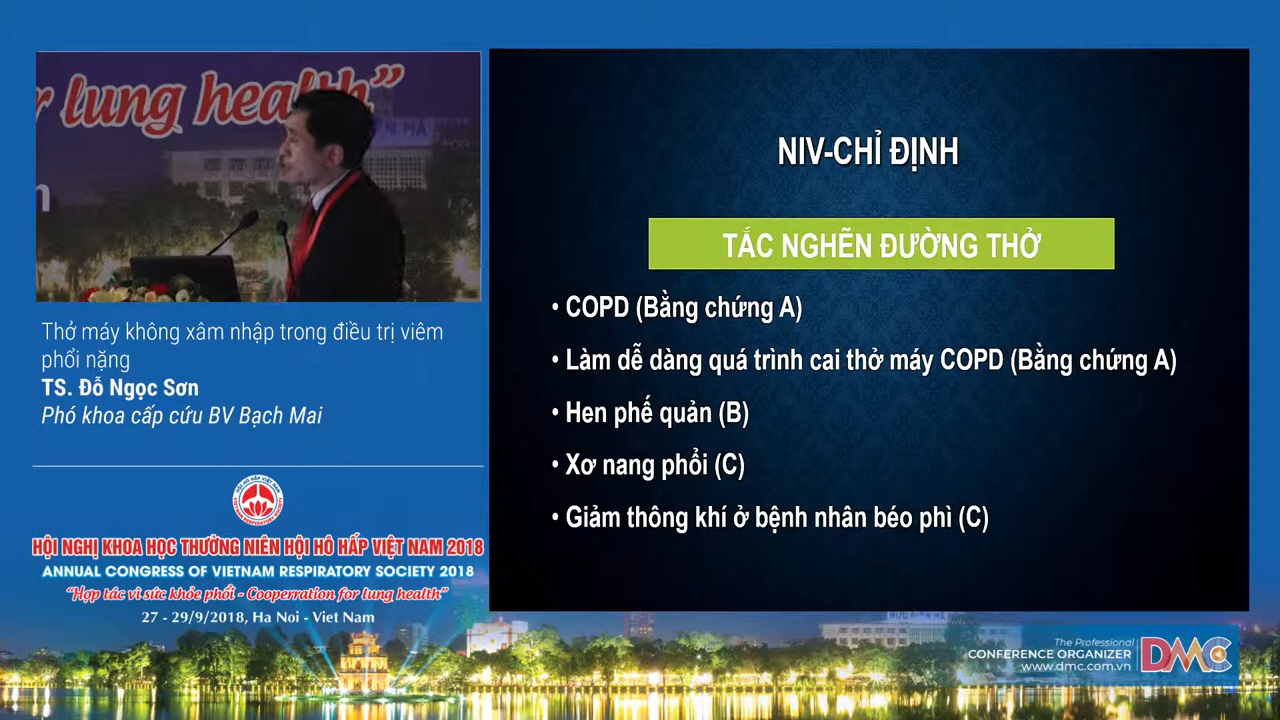 r lung health”
Thở máy không xâm nhập trong điều trị viêm
phổi nặng
TS. Đỗ Ngọc Sơn
Phó khoa cấp cứu BV Bạch Mai
HỘI NGHỊ KHOA HỌC THƯỜNG NIÊN HỘI HÔ HẤP VIỆT NAM 2018
ANNUAL CONGRESS OF VIETNAM RESPIRATORY SOCIETY 2018
“Hợp tác vì sức khỏe phổi - Cooperration for lung health”
27 - 29/9/2018, Ha Noi - Viet Nam
NIV-CHỈ ĐỊNH
TẮC NGHẼN ĐƯỜNG THỞ
• COPD (Bằng chứng A)
• Làm dễ dàng quá trình cai thở máy COPD (Bằng chứng A)
• Hen phế quản (B)
• Xơ nang phổi (C)
• Giảm thông khí ở bệnh nhân béo phì (C)
The Professional
CONFERENCE ORGANIZER
www.dmc.com.vn
DMC